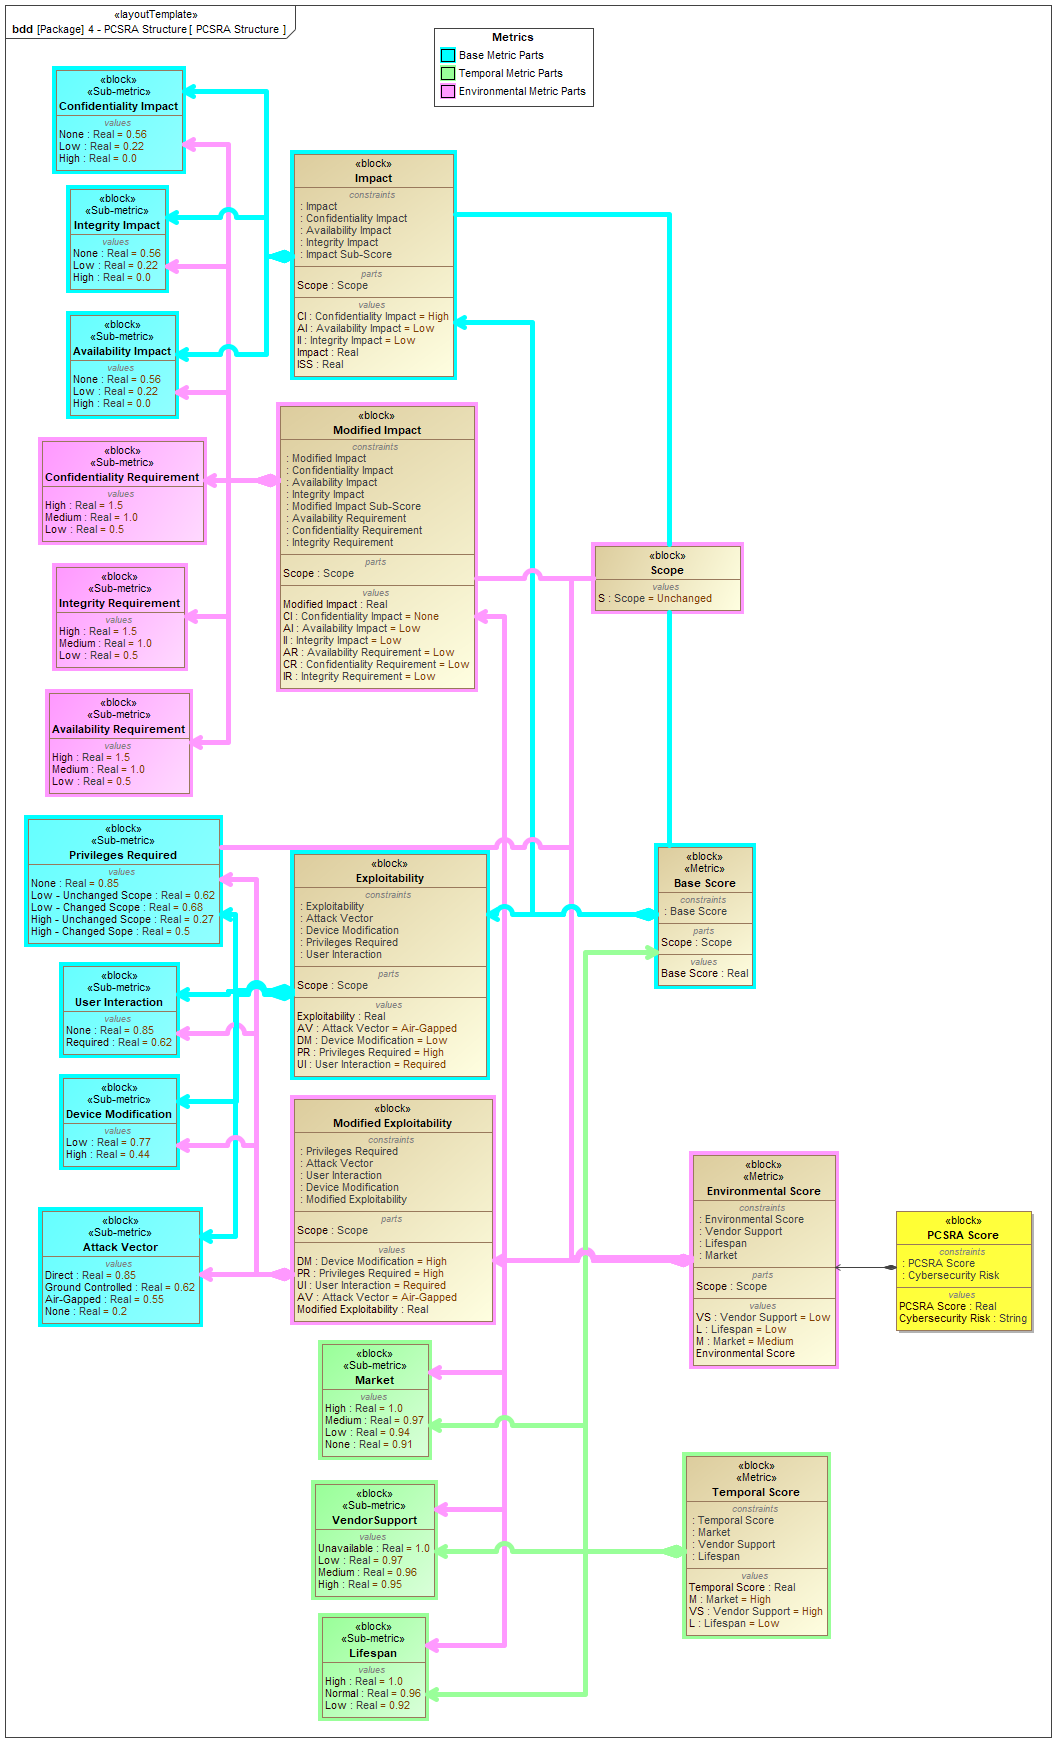 «layoutTemplate»
bdd [Package] 4 - PCSRA Structure [ PCSRA Structure ]
Metrics
Base Metric Parts
Temporal Metric Parts
Environmental Metric Parts
«block»
«Sub-metric»
Confidentiality Impact
values
None : Real = 0.56
Low : Real = 0.22
High : Real = 0.0
«block»
«Sub-metric»
Integrity Impact
values
None : Real = 0.56
Low : Real = 0.22
High : Real = 0.0
«block»
«Sub-metric»
Availability Impact
values
None : Real = 0.56
Low : Real = 0.22
High : Real = 0.0
«block»
«Sub-metric»
Confidentiality Requirement
values
High : Real = 1.5
Medium : Real = 1.0
Low : Real = 0.5
«block»
«Sub-metric»
Integrity Requirement
values
High : Real = 1.5
Medium : Real = 1.0
Low : Real = 0.5
«block»
«Sub-metric»
Availability Requirement
values
High : Real = 1.5
Medium : Real = 1.0
Low : Real = 0.5
«block»
«Sub-metric»
Privileges Required
values
None : Real = 0.85
Low - Unchanged Scope : Real = 0.62
Low - Changed Scope : Real = 0.68
High - Unchanged Scope : Real = 0.27
High - Changed Sope : Real = 0.5
«block»
«Sub-metric»
User Interaction
values
None : Real = 0.85
Required : Real = 0.62
«block»
«Sub-metric»
Device Modification
values
Low : Real = 0.77
High : Real = 0.44
«block»
«Sub-metric»
Attack Vector
values
Direct : Real = 0.85
Ground Controlled : Real = 0.62
Air-Gapped : Real = 0.55
None : Real = 0.2
«block»
Impact
constraints
: Impact
: Confidentiality Impact
: Availability Impact
: Integrity Impact
: Impact Sub-Score
parts
Scope : Scope
values
CI : Confidentiality Impact = High
AI : Availability Impact = Low
II : Integrity Impact = Low
Impact : Real
ISS : Real
«block»
Modified Impact
constraints
: Modified Impact
: Confidentiality Impact
: Availability Impact
: Integrity Impact
: Modified Impact Sub-Score
: Availability Requirement
: Confidentiality Requirement
: Integrity Requirement
parts
Scope : Scope
values
Modified Impact : Real
CI : Confidentiality Impact = None
AI : Availability Impact = Low
II : Integrity Impact = Low
AR : Availability Requirement = Low
CR : Confidentiality Requirement = Low
IR : Integrity Requirement = Low
«block»
Exploitability
constraints
: Exploitability
: Attack Vector
: Device Modification
: Privileges Required
: User Interaction
parts
Scope : Scope
values
Exploitability : Real
AV : Attack Vector = Air-Gapped
DM : Device Modification = Low
PR : Privileges Required = High
UI : User Interaction = Required
«block»
Modified Exploitability
constraints
: Privileges Required
: Attack Vector
: User Interaction
: Device Modification
: Modified Exploitability
parts
Scope : Scope
values
DM : Device Modification = High
PR : Privileges Required = High
UI : User Interaction = Required
AV : Attack Vector = Air-Gapped
Modified Exploitability : Real
«block»
«Sub-metric»
Market
values
High : Real = 1.0
Medium : Real = 0.97
Low : Real = 0.94
None : Real = 0.91
«block»
«Sub-metric»
VendorSupport
values
Unavailable : Real = 1.0
Low : Real = 0.97
Medium : Real = 0.96
High : Real = 0.95
«block»
«Sub-metric»
Lifespan
values
High : Real = 1.0
Normal : Real = 0.96
Low : Real = 0.92
«block»
Scope
values
S : Scope = Unchanged
«block»
«Metric»
Base Score
constraints
: Base Score
parts
Scope : Scope
values
Base Score : Real
«block»
«Metric»
Environmental Score
constraints
: Environmental Score
: Vendor Support
: Lifespan
: Market
parts
Scope : Scope
values
VS : Vendor Support = Low
L : Lifespan = Low
M : Market = Medium
Environmental Score
«block»
«Metric»
Temporal Score
constraints
: Temporal Score
: Market
: Vendor Support
: Lifespan
values
Temporal Score : Real
M : Market = High
VS : Vendor Support = High
L : Lifespan = Low
«block»
PCSRA Score
constraints
: PCSRA Score
: Cybersecurity Risk
values
PCSRA Score : Real
Cybersecurity Risk : String